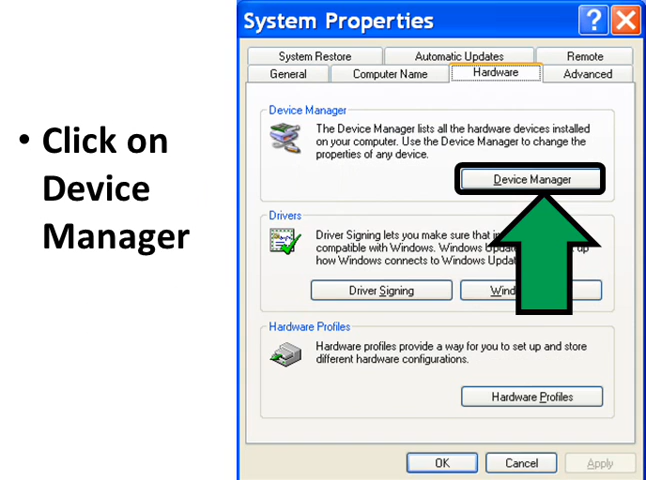 • Click on
Device
Manager
System Properties
System Restore
Automatic Updates
Remote
General
Computer Name
Hardware
Advanced
Device Manager
The Device Manager lists all the hardware devices installed
on your computer. Use the Device Manager to change the
properties of any device.
Device Manager
Drivers
Driver Signing lets you make sure that
compatible with Windows. Windows up
how Windows connects to Windows
Driver Signing
Hardware Profiles
Hardware profiles provide a way for you to set up and store
different hardware configurations.
Hardware Profiles
OK
Cancel
Apply